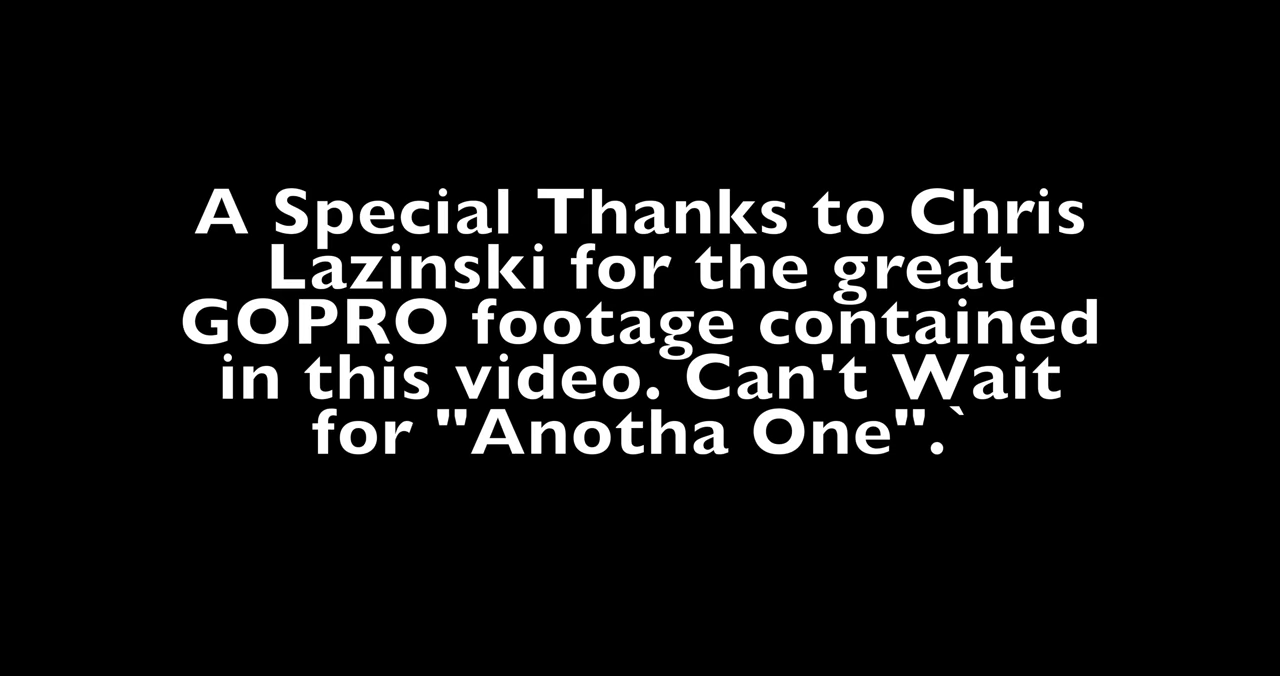 A Special Thanks to Chris
Lazinski for the great
GOPRO footage contained
in this video. Can't Wait
for "Anotha One".`